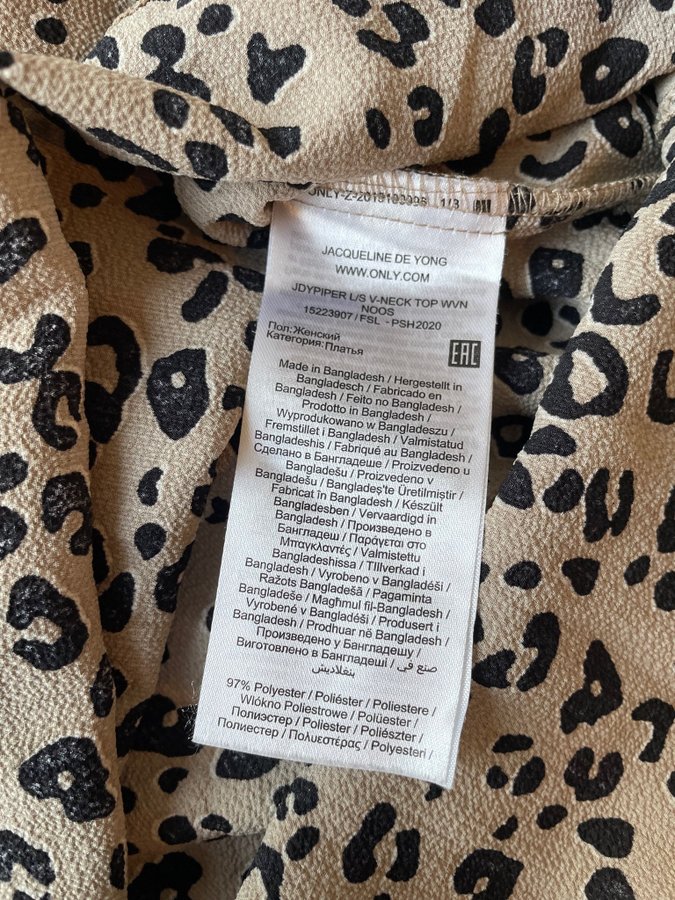 ONLY-Z-2019100996 1/3
JACQUELINE DE YONG
WWW.ONLY.COM
JDYPIPER L/S V-NECK TOP WVN
NOOS
15223907 / FSL - PSH2020
Пол:Женский
Категория:Платья
EAC
Made in Bangladesh / Hergestellt in
Bangladesch / Fabricado en
Bangladesh / Feito no Bangladesh /
Prodotto in Bangladesh /
Wyprodukowano w Bangladeszu /
Fremstillet i Bangladesh / Valmistatud
Bangladeshis / Fabriqué au Bangladesh /
Сделано в Бангладеше / Proizvedeno u
Bangladešu / Proizvedeno v
Bangladešu / Bangladeş'te Üretilmiştir /
Fabricat în Bangladesh / Készült
Bangladesben / Vervaardigd in
Bangladesh / Произведено в
Бангладеш / Παράγεται στο
Μπαγκλαντές / Valmistettu
Bangladeshissa / Tillverkad i
Bangladesh / Vyrobeno v Bangladéši /
Ražots Bangladešā / Pagaminta
Bangladeše / Magħmul fil-Bangladesh /
Vyrobené v Bangladéši / Produsert i
Bangladesh / Prodhuar në Bangladesh /
Произведено у Бангладешу /
Виготовлено в Бангладеші / صنع في
بنغلاديش
97% Polyester / Poliéster / Poliestere /
Włókno Poliestrowe / Polüester /
Полиэстер / Poliester / Poliészter /
Полиестер / Πολυεστέρας / Polyesteri /